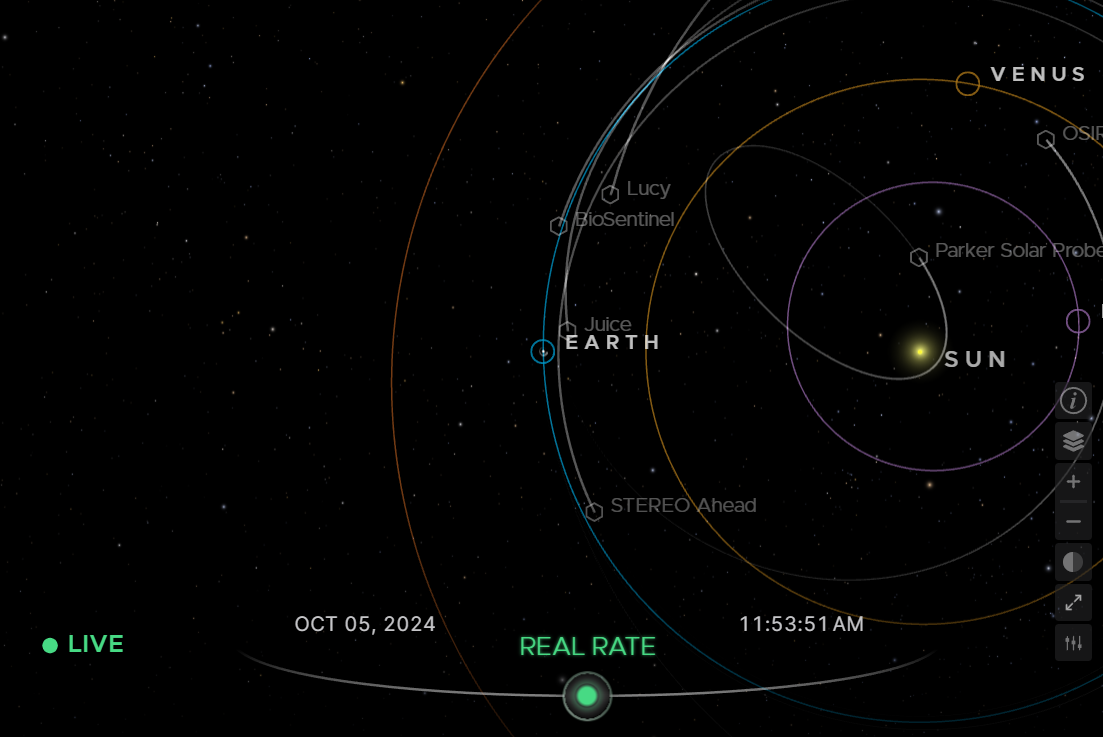 VENUS
OSIR
Lucy
BioSentinel
Parker Solar Probe
Juice
EARTH
SUN
STEREO Ahead
OCT 05, 2024
11:53:51 AM
LIVE
REAL RATE